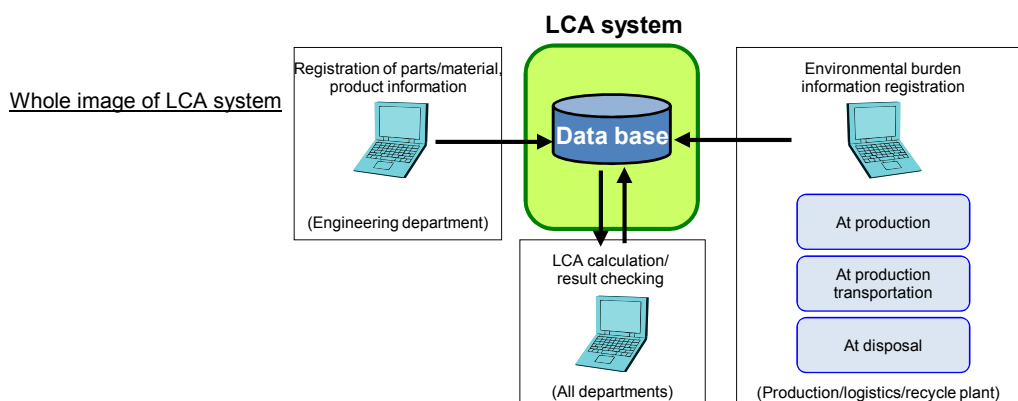 LCA system
Whole image of LCA system
Registration of parts/material,
product information
(Engineering department)
Data base
LCA calculation/
result checking
(All departments)
Environmental burden
information registration
At production
At production
transportation
At disposal
(Production/logistics/recycle plant)